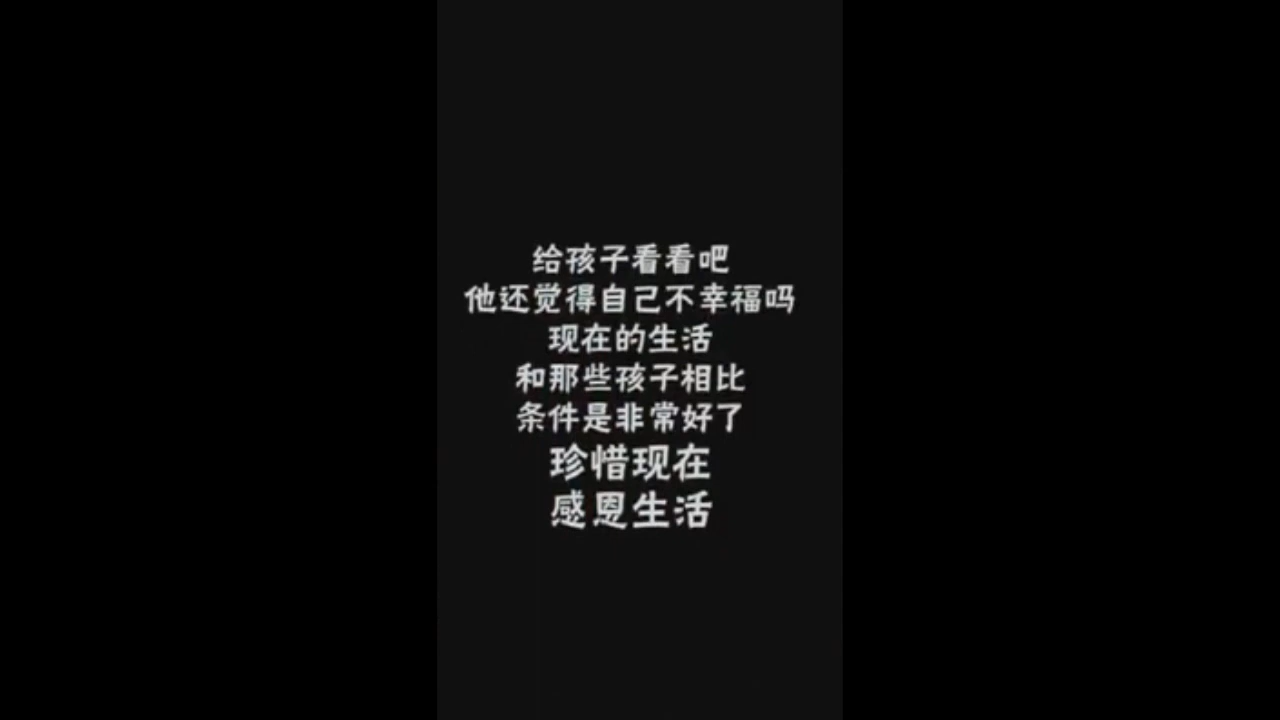 给孩子看看吧
他还觉得自己不幸福吗
现在的生活
和那些孩子相比
条件是非常好了
珍惜现在
感恩生活